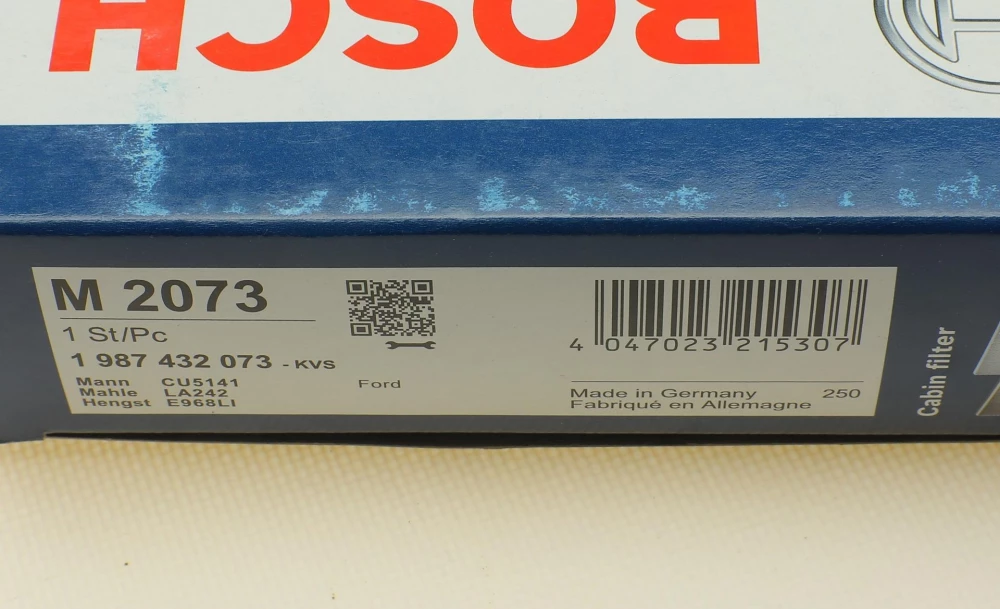 BOSCH
M 2073
1 St/Pc
1 987 432 073 - KVS
Mann CU5141
Mahle LA242
Hengst E968LI
Ford
4 047023 215307
Made in Germany 250
Fabriqué en Allemagne
Cabin filter